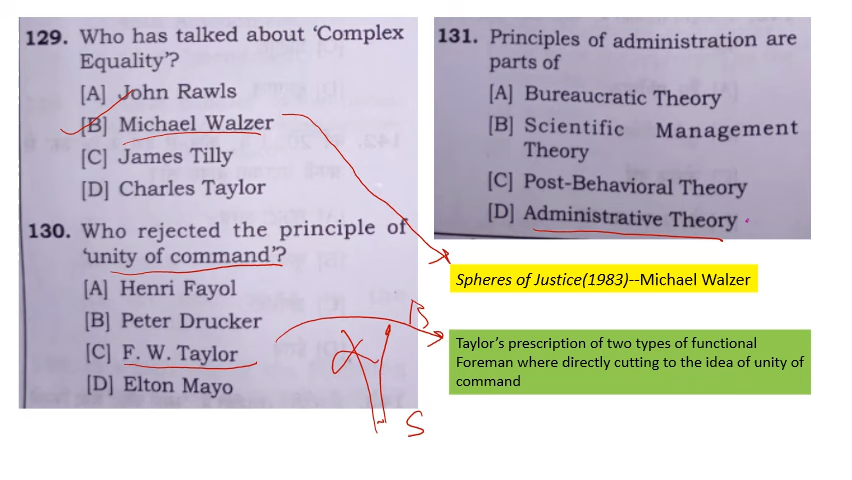 129. Who has talked about 'Complex
Equality'?
[A] John Rawls
[B] Michael Walzer
[C] James Tilly
[D] Charles Taylor
130. Who rejected the principle of
'unity of command'?
[A] Henri Fayol
[B] Peter Drucker
[C] F. W. Taylor
[D] Elton Mayo
131. Principles of administration are
parts of
[A] Bureaucratic Theory
[B] Scientific Management
Theory
[C] Post-Behavioral Theory
[D] Administrative Theory
Spheres of Justice(1983)--Michael Walzer
B
Taylor's prescription of two types of functional
Foreman where directly cutting to the idea of unity of
command
S